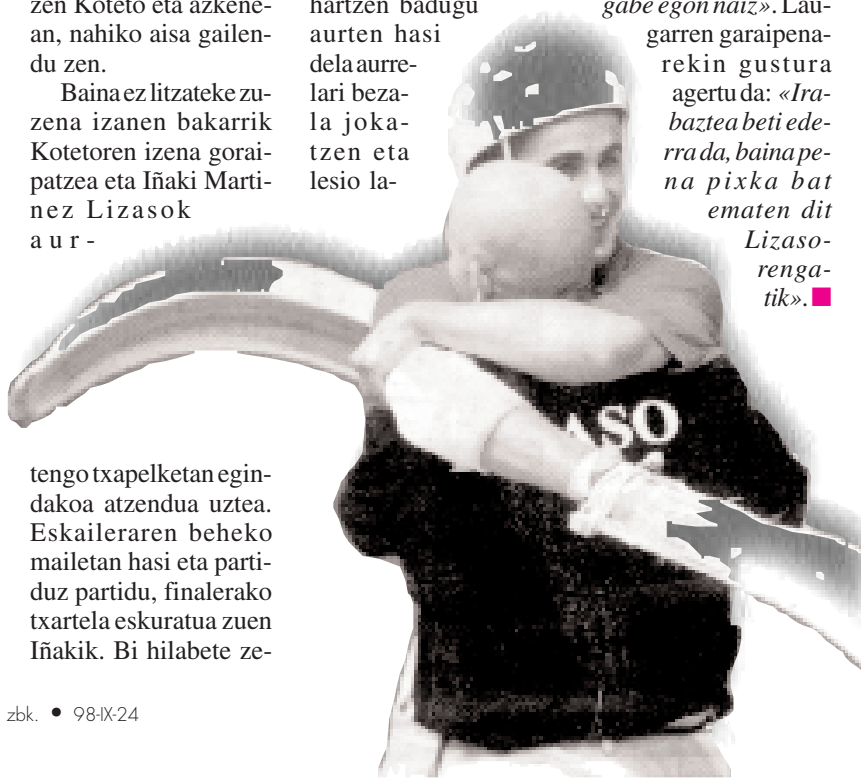 zen Koteto eta azkene-
an, nahiko aisa gailen-
du zen.
Baina ez litzateke zu-
zena izanen bakarrik
Kotetoren izena gorai-
patzea eta Iñaki Marti-
nez Lizasok
aur-
tengo txapelketan egin-
dakoa atzendua uztea.
Eskaileraren beheko
mailetan hasi eta parti-
duz partidu, finalerako
txartela eskuratua zuen
Iñakik. Bi hilabete ze-
hartzen badugu
aurten hasi
dela aurre-
lari beza-
la joka-
tzen eta
lesio la-
gabe egon naiz». Lau-
garren garaipena-
rekin gustura
agertu da: «Ira-
baztea beti ede-
rra da, baina pe-
na pixka bat
ematen dit
Lizaso-
renga-
tik».
ASO
zbk. • 98-IX-24